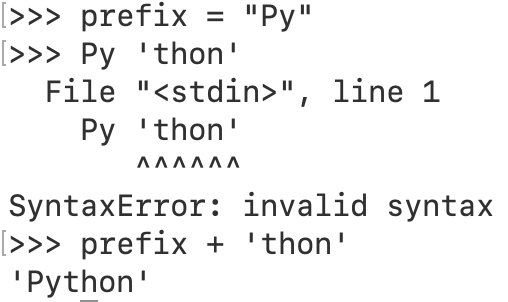 >>> prefix = "Py"
>>> Py 'thon'
  File "<stdin>", line 1
    Py 'thon'
       ^^^^^^
SyntaxError: invalid syntax
>>> prefix + 'thon'
'Python'